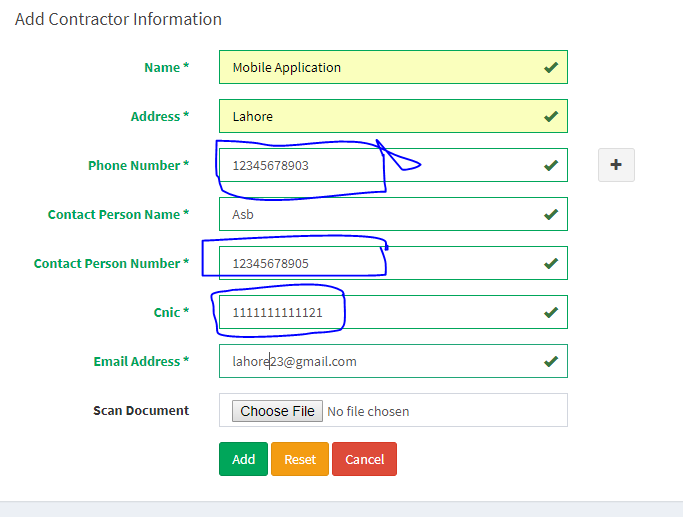 Add Contractor Information
Name * Mobile Application
Address * Lahore
Phone Number * 12345678903
Contact Person Name * Asb
Contact Person Number * 12345678905
Cnic * 1111111111121
Email Address * lahore23@gmail.com
Scan Document Choose File No file chosen
Add Reset Cancel